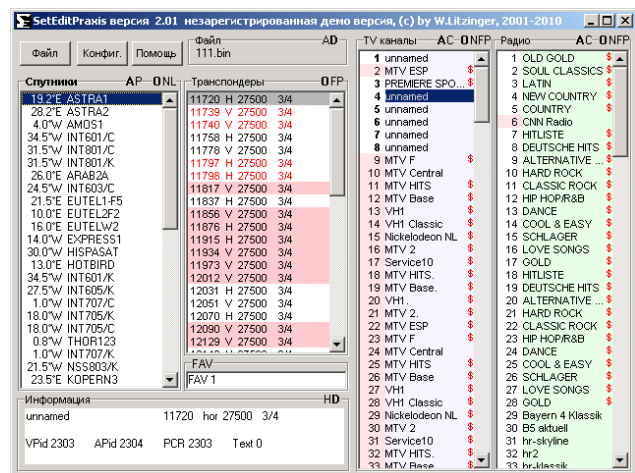 SetEditPraxis версия 2.01 незарегистрированная демо версия, (c) by W.Litzinger, 2001-2010
Файл
Конфиг.
Помощь
Файл
AD
111.bin
Спутники
AP
ONL
19.2°E ASTRA1
28.2°E ASTRA2
4.0°W AMOS1
34.5°W INT601/C
31.5°W INT801/C
31.5°W INT801/K
26.0°E ARAB2A
24.5°W INT603/C
21.5°E EUTEL1-F5
10.0°E EUTEL2F2
16.0°E EUTELW2
14.0°W EXPRESS1
30.0°W HISPASAT
13.0°E HOTBIRD
34.5°W INT601/K
27.5°W INT605/K
1.0°W INT707/C
18.0°W INT705/K
18.0°W INT705/C
0.8°W THOR123
1.0°W INT707/K
21.5°W NSS803/K
23.5°E KOPERN3
Транспондеры
OFP
11720 H 27500 3/4
11739 V 27500 3/4
11740 V 27500 3/4
11758 H 27500 3/4
11778 V 27500 3/4
11797 H 27500 3/4
11798 H 27500 3/4
11817 V 27500 3/4
11837 H 27500 3/4
11856 V 27500 3/4
11876 H 27500 3/4
11915 H 27500 3/4
11934 V 27500 3/4
11973 V 27500 3/4
12012 V 27500 3/4
12031 H 27500 3/4
12051 V 27500 3/4
12070 H 27500 3/4
12090 V 27500 3/4
12129 V 27500 3/4
FAV
FAV 1
TV каналы
AC
ONFP
1 unnamed
2 MTV ESP $
3 PREMIERE SPO... $
4 unnamed
5 unnamed
6 unnamed
7 unnamed
8 unnamed
9 MTV F $
10 MTV Central
11 MTV HITS $
12 MTV Base $
13 VH1 $
14 VH1 Classic $
15 Nickelodeon NL $
16 MTV 2 $
17 Service10 $
18 MTV HITS. $
19 MTV Base. $
20 VH1. $
21 MTV 2. $
22 MTV ESP $
23 MTV F $
24 MTV Central
25 MTV HITS $
26 MTV Base $
27 VH1 $
28 VH1 Classic $
29 Nickelodeon NL $
30 MTV 2 $
31 Service10 $
32 MTV HITS. $
33 MTV Base $
Радио
AC
ONFP
1 OLD GOLD $
2 SOUL CLASSICS $
3 LATIN $
4 NEW COUNTRY $
5 COUNTRY $
6 CNN Radio
7 HITLISTE $
8 DEUTSCHE HITS $
9 ALTERNATIVE ... $
10 HARD ROCK $
11 CLASSIC ROCK $
12 HIP HOP/R&B $
13 DANCE $
14 COOL & EASY $
15 SCHLAGER $
16 LOVE SONGS $
17 GOLD $
18 HITLISTE $
19 DEUTSCHE HITS $
20 ALTERNATIVE ... $
21 HARD ROCK $
22 CLASSIC ROCK $
23 HIP HOP/R&B $
24 DANCE $
25 COOL & EASY $
26 SCHLAGER $
27 LOVE SONGS $
28 GOLD $
29 Bayern 4 Klassik
30 B5 aktuell
31 hr-skyline
32 hr2
33 hr-klassik
Информация
HD
unnamed 11720 hor 27500 3/4
VPid 2303 APid 2304 PCR 2303 Text 0